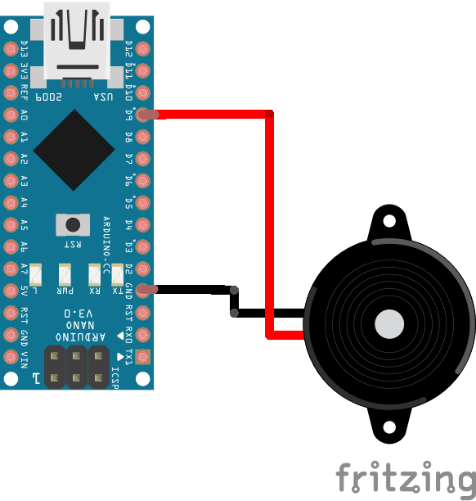 D13
3V3
REF
A0
A1
A2
A3
A4
A5
A6
A7
5V
RST
GND
VIN
D12
D11
D10
D9
D8
D7
D6
D5
D4
D3
D2
GND
RST
RX0
TX1
USA
2009
RST
ARDUINO.CC
TX
RX
PWR
L
ARDUINO
NANO
V3.0
ICSP
1
fritzing